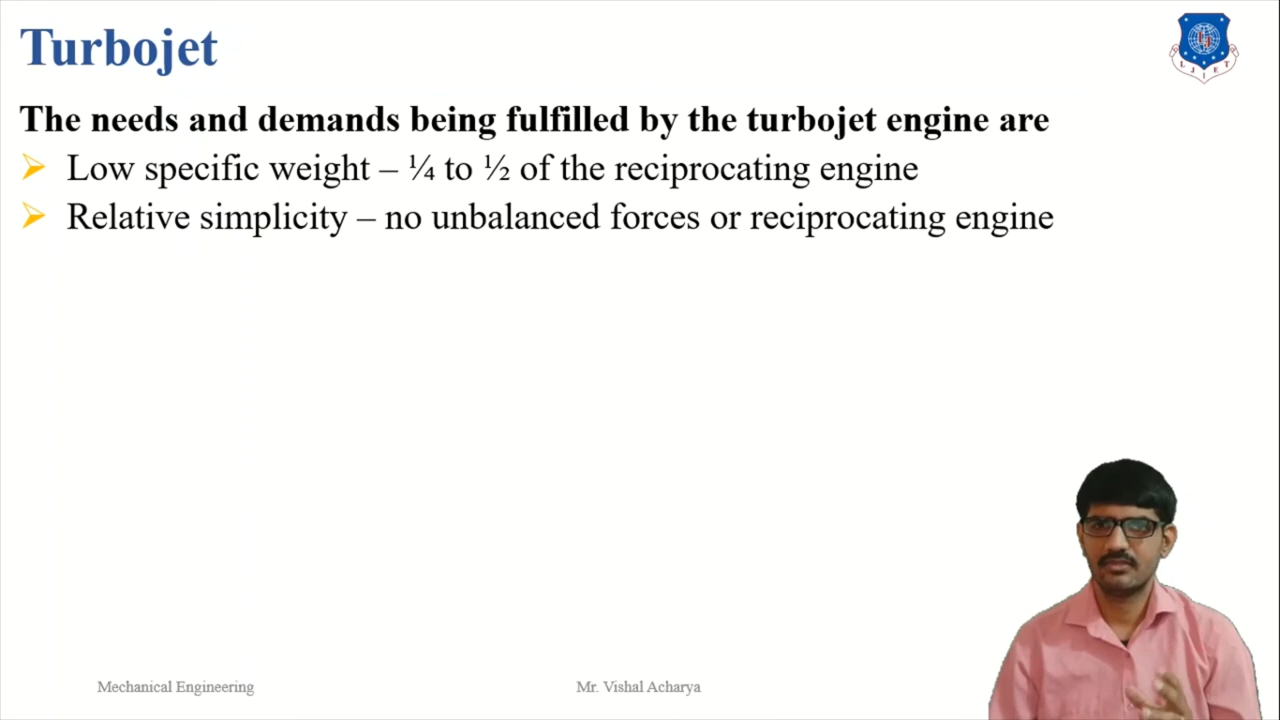 Turbojet
L J I E T
The needs and demands being fulfilled by the turbojet engine are
➢ Low specific weight – ¼ to ½ of the reciprocating engine
➢ Relative simplicity – no unbalanced forces or reciprocating engine
Mechanical Engineering
Mr. Vishal Acharya